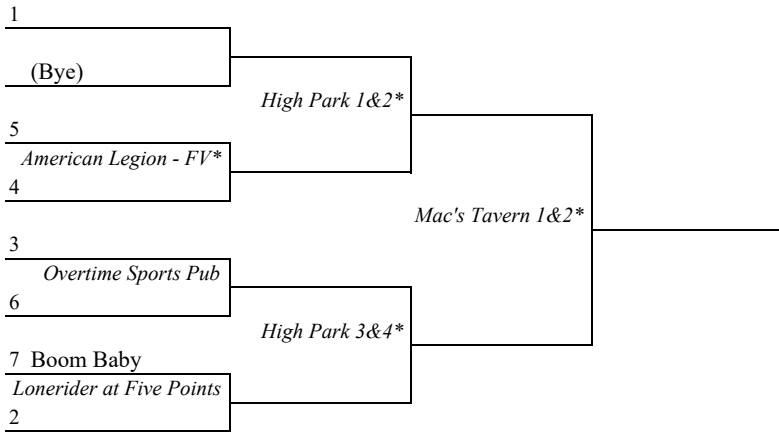 1
(Bye)
High Park 1&2*
5
American Legion - FV*
4
Mac's Tavern 1&2*
3
Overtime Sports Pub
6
High Park 3&4*
7 Boom Baby
Lonerider at Five Points
2